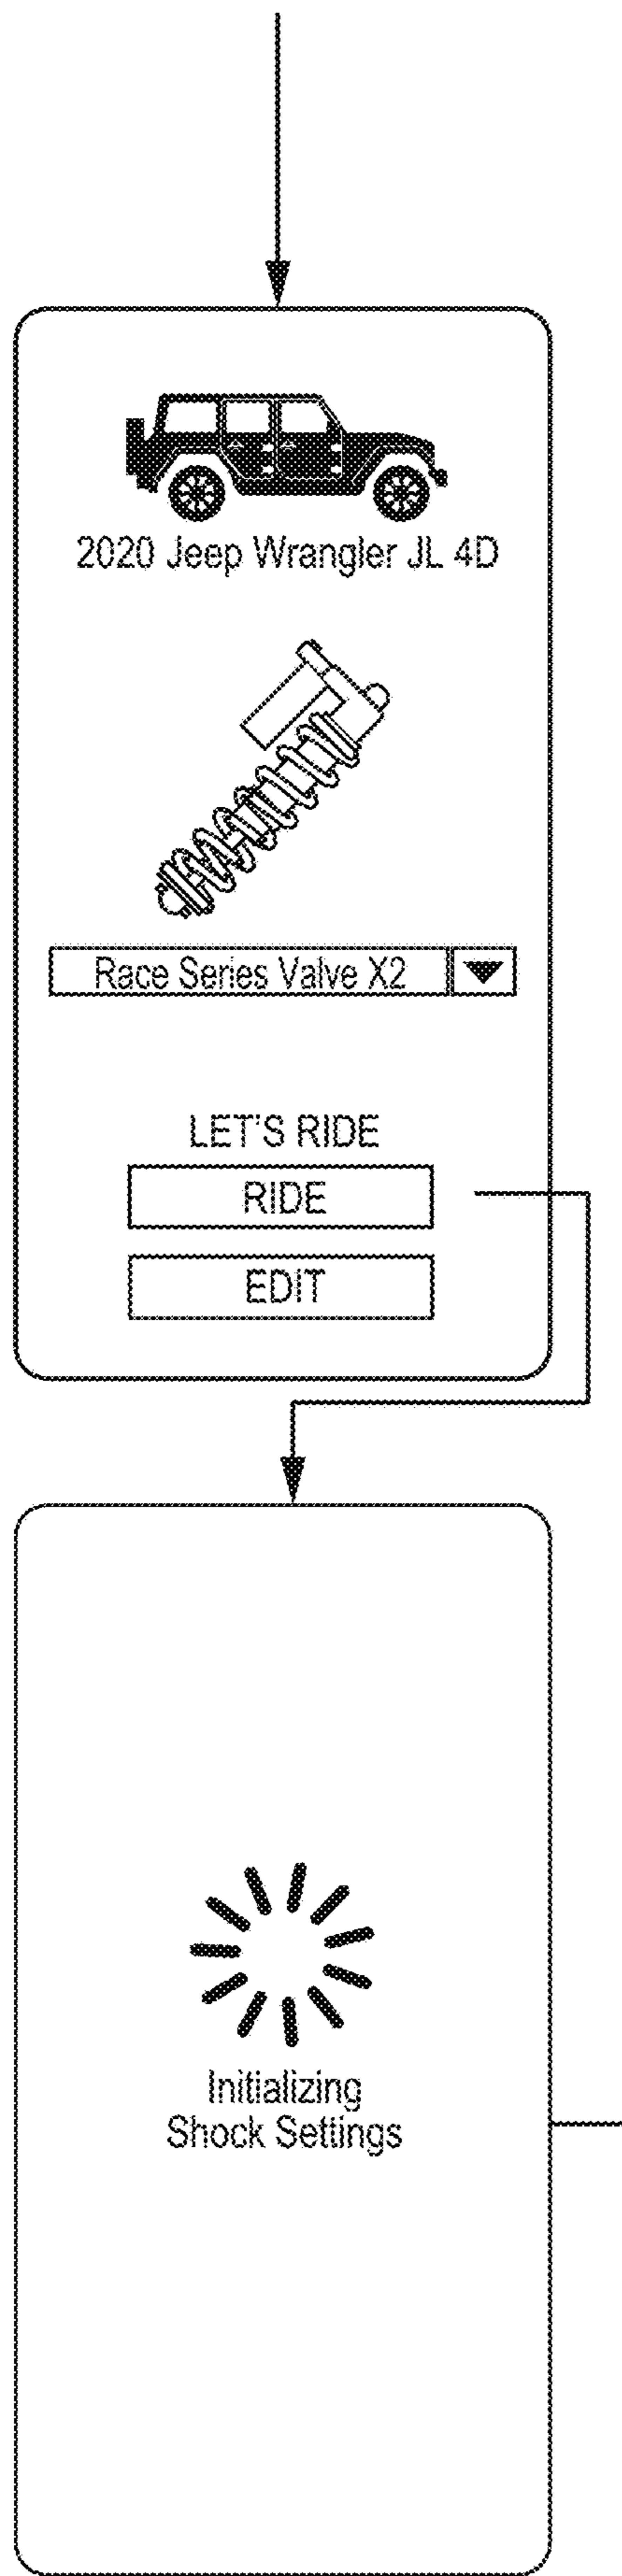 2020 Jeep Wrangler JL 4D
Race Series Valve X2
LET'S RIDE
RIDE
EDIT
Initializing
Shock Settings